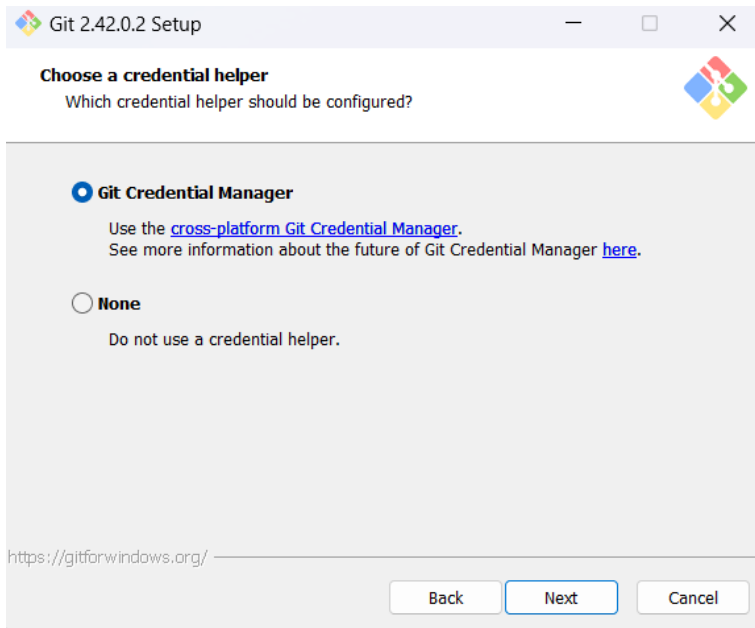 Git 2.42.0.2 Setup
Choose a credential helper
Which credential helper should be configured?
Git Credential Manager
Use the cross-platform Git Credential Manager.
See more information about the future of Git Credential Manager here.
None
Do not use a credential helper.
https://gitforwindows.org/
Back Next Cancel